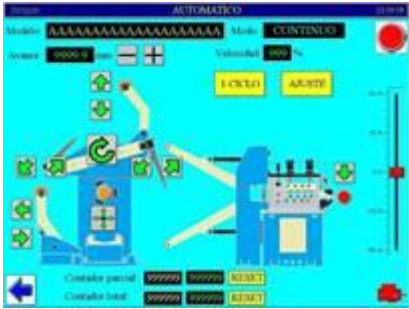 AUTOMATICO
Modelo: AAAAAAAAAAAAAAAAAAAA Modo: CONTINUO
Avance: 9999.9 mm Velocidad: 999 %
1 CICLO AJUSTE
Contador parcial: 999999 999999 RESET
Contador total: 999999 999999 RESET